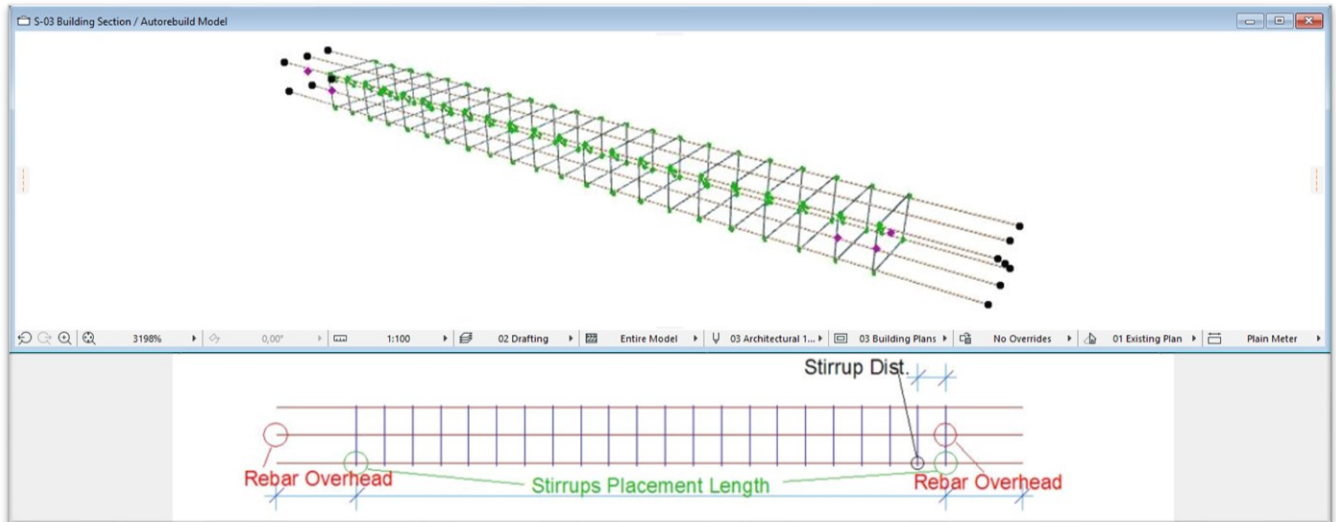 S-03 Building Section / Autorebuild Model
3198% 0,00° 1:100 02 Drafting Entire Model 03 Architectural 1... 03 Building Plans No Overrides 01 Existing Plan Plain Meter
Stirrup Dist.
Rebar Overhead Stirrups Placement Length Rebar Overhead